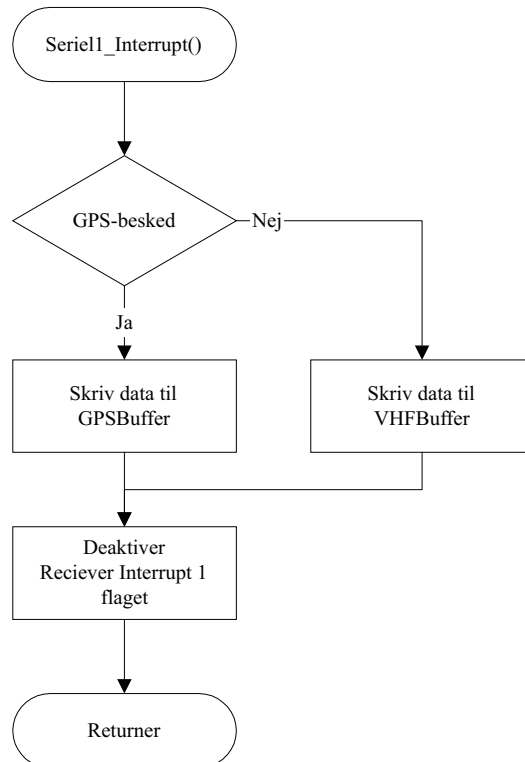 Seriel1_Interrupt()
GPS-besked
Nej
Ja
Skriv data til
GPSBuffer
Skriv data til
VHFBuffer
Deaktiver
Reciever Interrupt 1
flaget
Returner